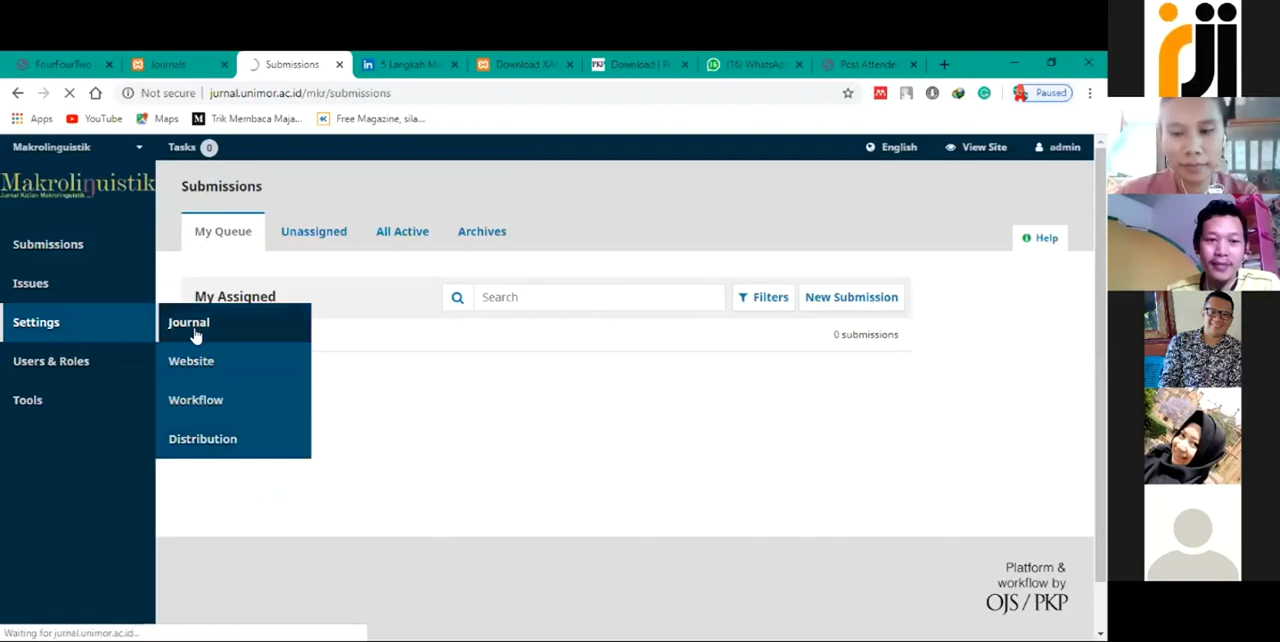 FourFourTwo
Journals
Submissions
5 Langkah Mu
Download XA
Download | P
(16) WhatsApp
Post Attende
Not secure
jurnal.unimor.ac.id/mkr/submissions
Paused
Apps
YouTube
Maps
Trik Membaca Maja...
Free Magazine, sila...
Makrolinguistik
Tasks 0
English
View Site
admin
Makrolinguistik
Jurnal Kajian Makrolinguistik
Submissions
My Queue
Unassigned
All Active
Archives
Help
Submissions
Issues
Settings
Users & Roles
Tools
Journal
Website
Workflow
Distribution
My Assigned
Search
Filters
New Submission
0 submissions
Platform &
workflow by
OJS / PKP
Waiting for jurnal.unimor.ac.id...
rji